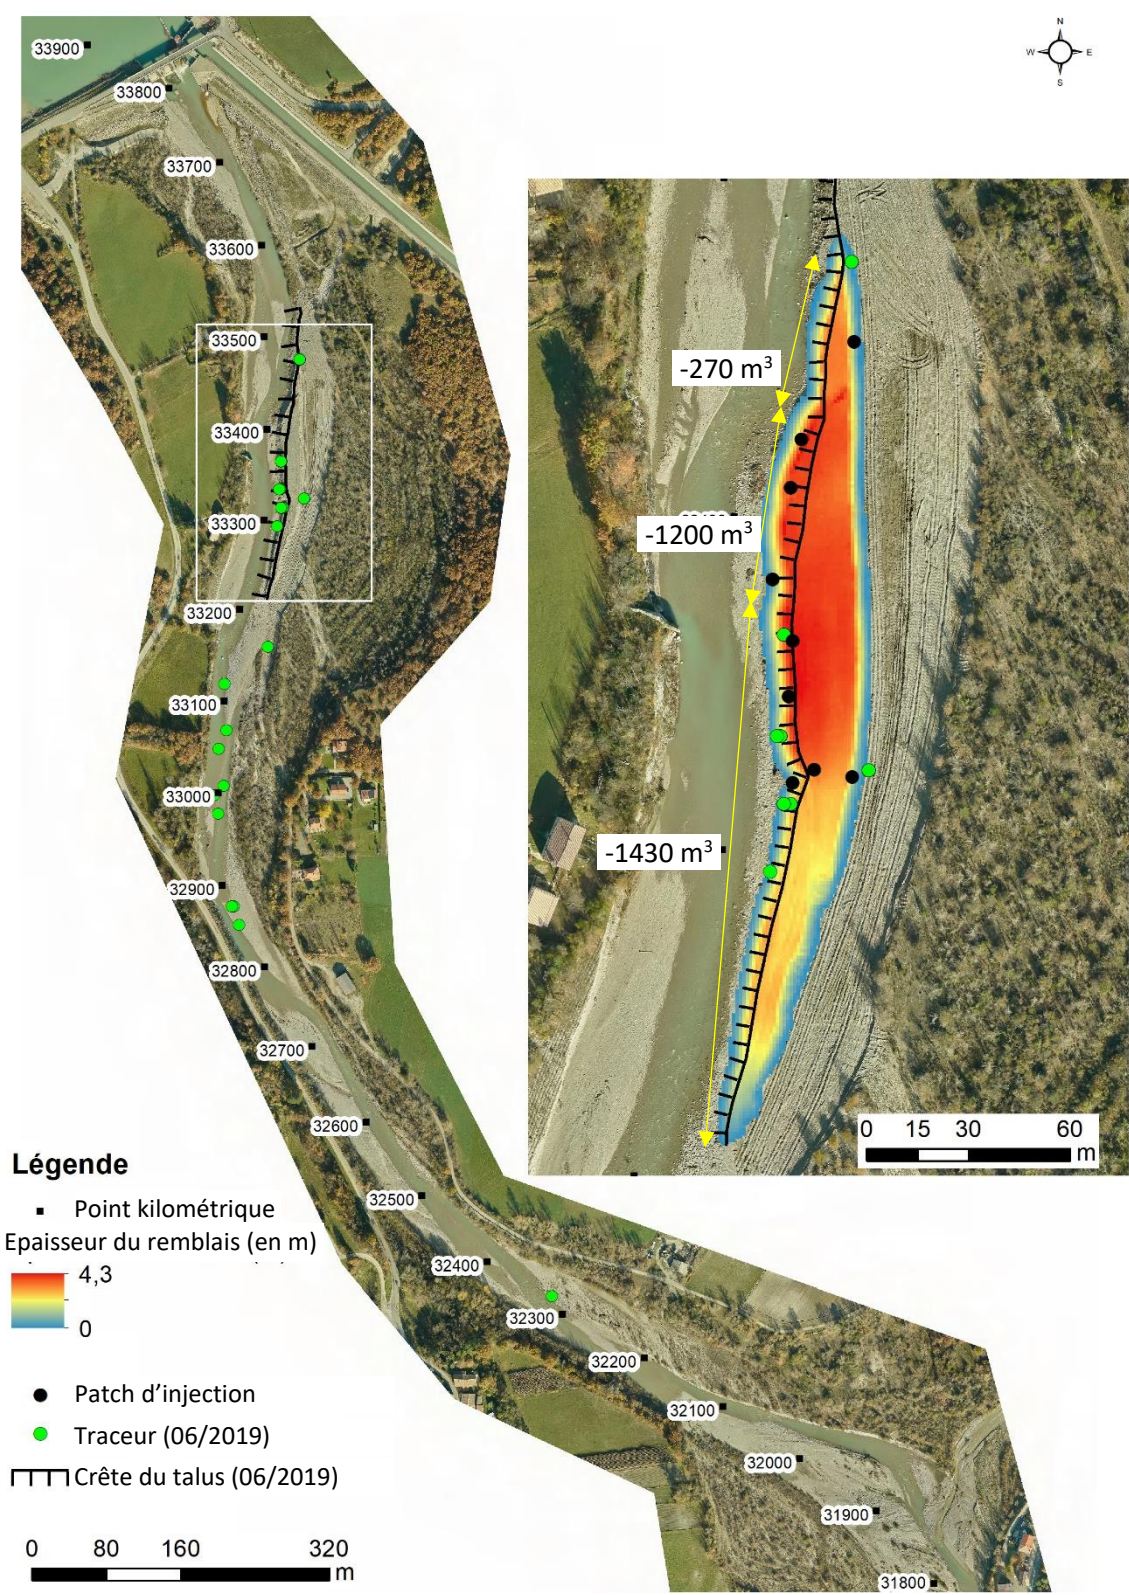 N
W
E
S
33900
33800
33700
33600
33500
33400
33300
33200
33100
33000
32900
32800
32700
32600
32500
32400
32300
32200
32100
32000
31900
31800
-270 m³
-1200 m³
-1430 m³
0 15 30 60
m
Légende
Point kilométrique
Epaisseur du remblais (en m)
4,3
0
Patch d'injection
Traceur (06/2019)
Crête du talus (06/2019)
0 80 160 320
m